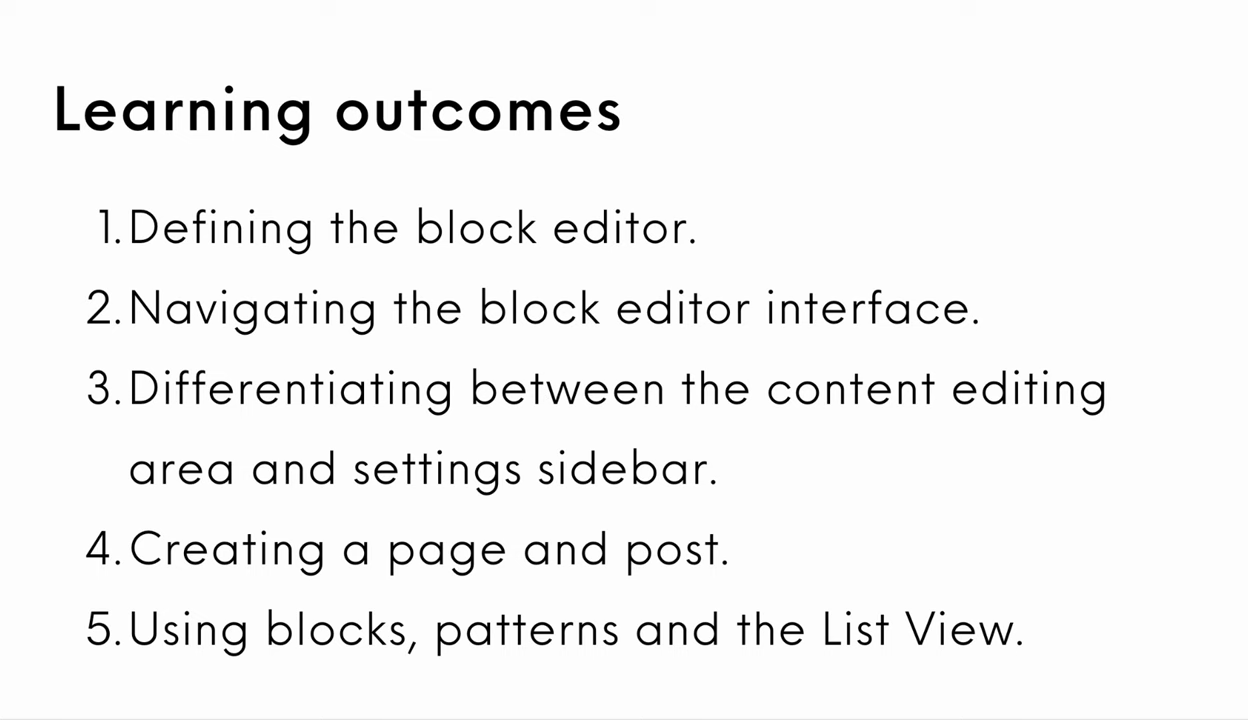 Learning outcomes
1. Defining the block editor.
2. Navigating the block editor interface.
3. Differentiating between the content editing
area and settings sidebar.
4. Creating a page and post.
5. Using blocks, patterns and the List View.